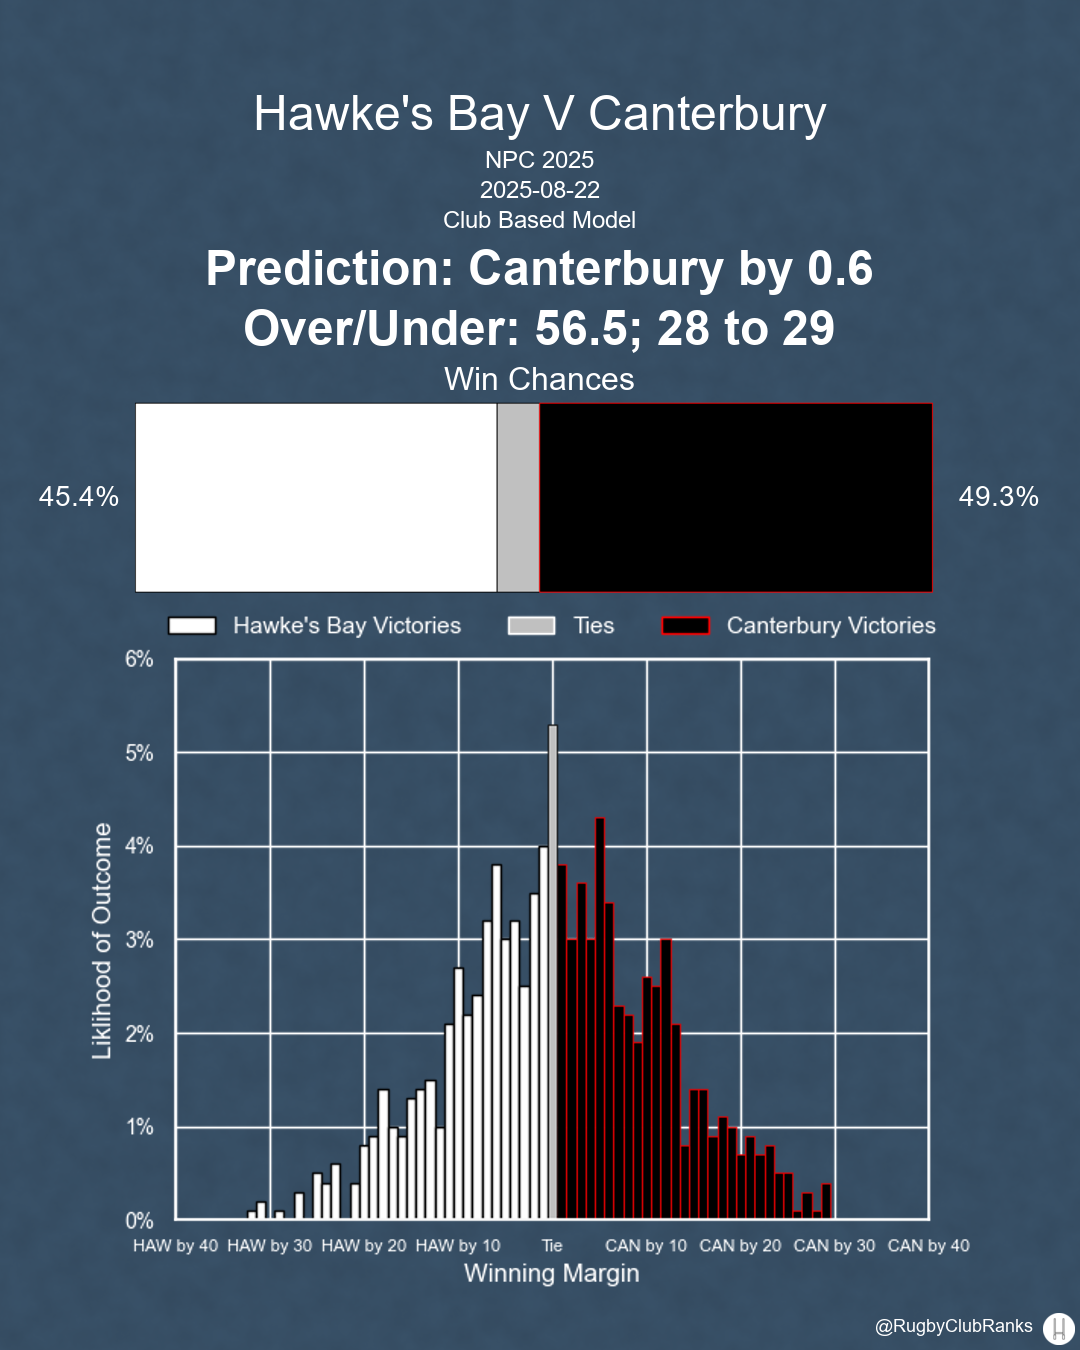 Hawke's Bay V Canterbury
NPC 2025
2025-08-22
Club Based Model
Prediction: Canterbury by 0.6
Over/Under: 56.5; 28 to 29
Win Chances
45.4%
49.3%
Hawke's Bay Victories
Ties
Canterbury Victories
6%
5%
4%
3%
2%
1%
0%
Liklihood of Outcome
HAW by 40 HAW by 30 HAW by 20 HAW by 10 Tie CAN by 10 CAN by 20 CAN by 30 CAN by 40
Winning Margin
@RugbyClubRanks